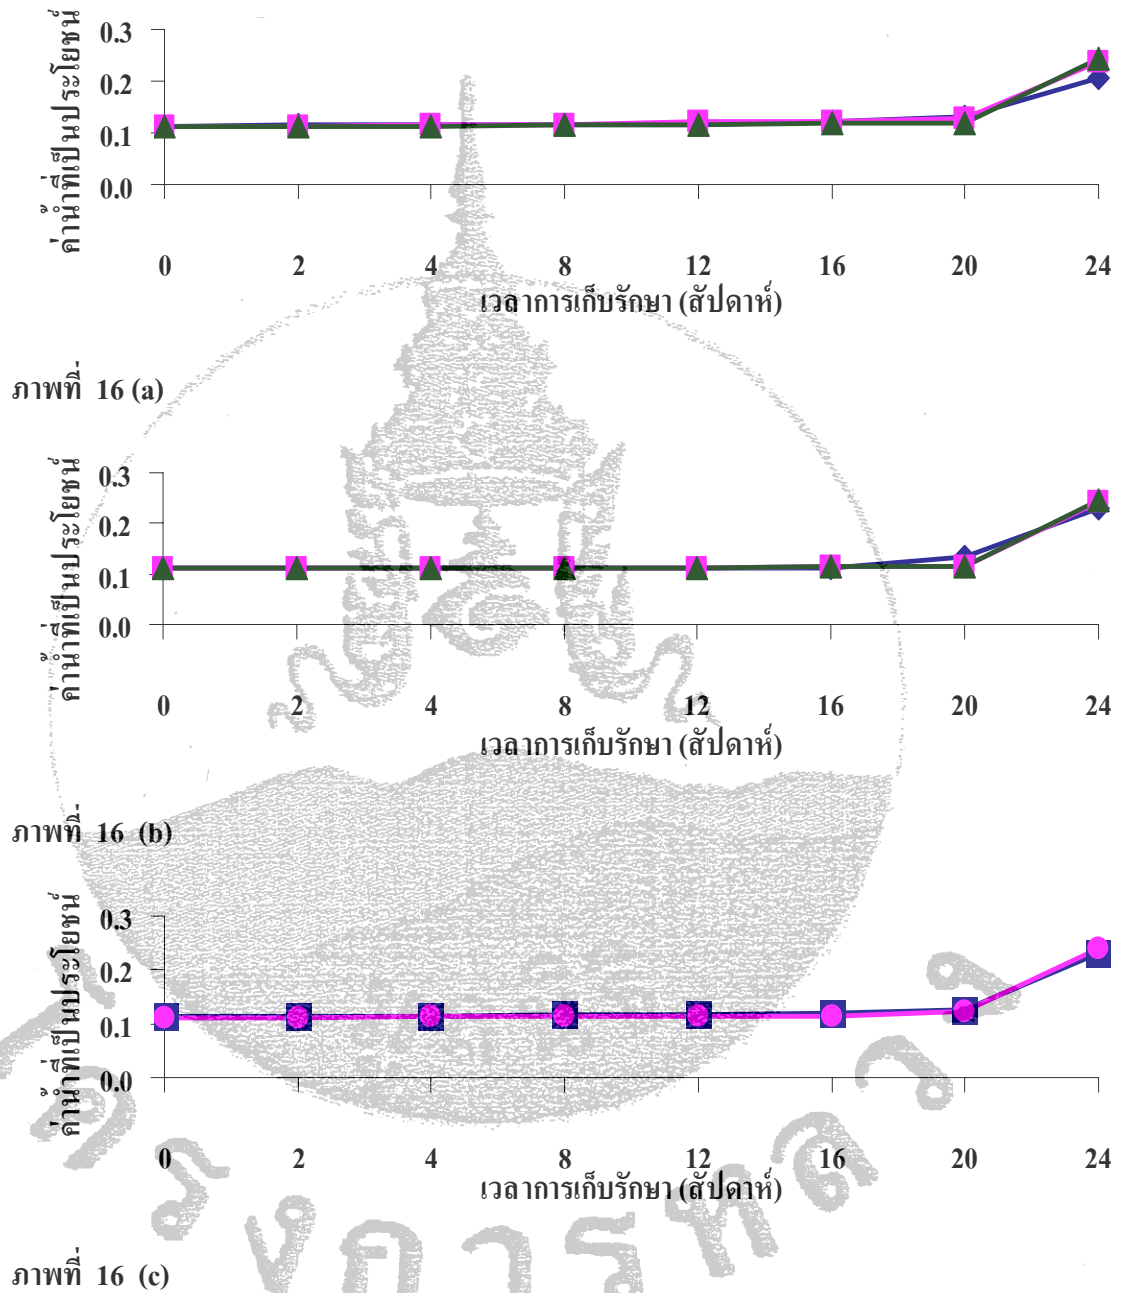 ค่าน้ำที่เป็นประโยชน์
0.3
0.2
0.1
0.0
0 2 4 8 12 16 20 24
เวลาการเก็บรักษา (สัปดาห์)
ภาพที่ 16 (a)
ค่าน้ำที่เป็นประโยชน์
0.3
0.2
0.1
0.0
0 2 4 8 12 16 20 24
เวลาการเก็บรักษา (สัปดาห์)
ภาพที่ 16 (b)
ค่าน้ำที่เป็นประโยชน์
0.3
0.2
0.1
0.0
0 2 4 8 12 16 20 24
เวลาการเก็บรักษา (สัปดาห์)
ภาพที่ 16 (c)